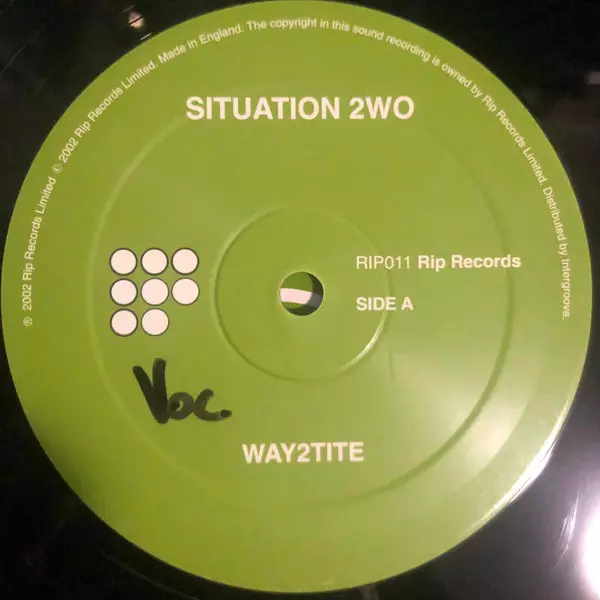 ℗ 2002 Rip Records Limited © 2002 Rip Records Limited. Made in England. The copyright in this sound recording is owned by Rip Records Limited. Distributed by Intergroove.
SITUATION 2WO
RIP011 Rip Records
SIDE A
Voc.
WAY2TITE